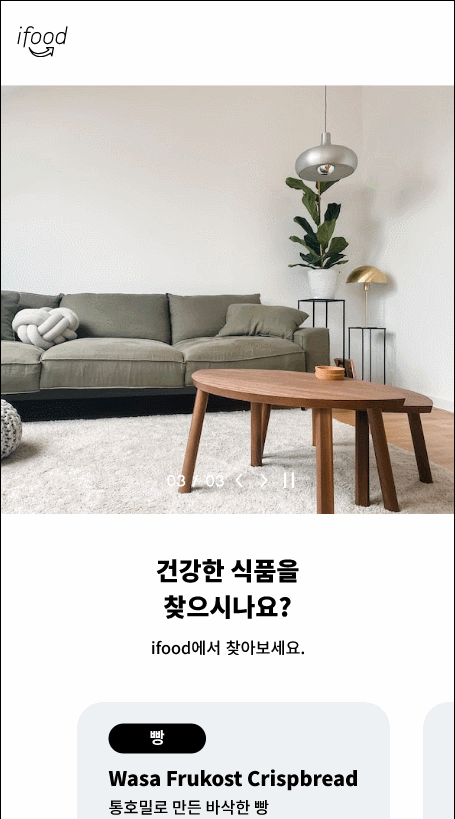 ifood
03 / 03
건강한 식품을
찾으시나요?
ifood에서 찾아보세요.
빵
Wasa Frukost Crispbread
통호밀로 만든 바삭한 빵